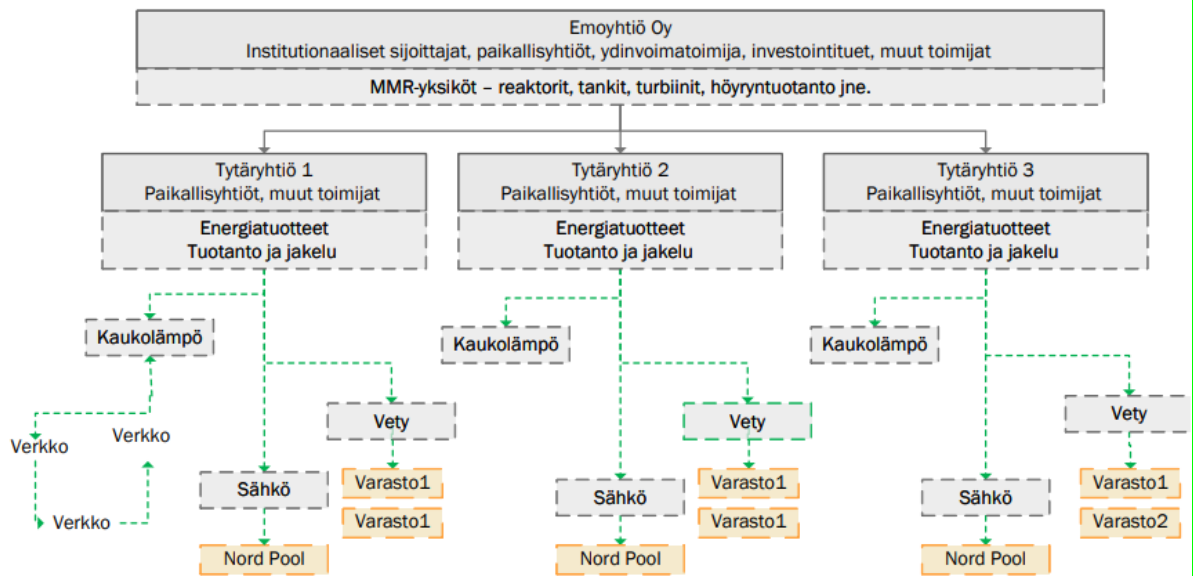 Emoyhtiö Oy
Institutionaaliset sijoittajat, paikallisyhtiöt, ydinvoimatoimija, investointituet, muut toimijat
MMR-yksiköt – reaktorit, tankit, turbiinit, höyryntuotanto jne.
Tytäryhtiö 1
Paikallisyhtiöt, muut toimijat
Energiatuotteet
Tuotanto ja jakelu
Kaukolämpö
Verkko
Verkko
Verkko
Vety
Varasto1
Varasto1
Sähkö
Nord Pool
Tytäryhtiö 2
Paikallisyhtiöt, muut toimijat
Energiatuotteet
Tuotanto ja jakelu
Kaukolämpö
Vety
Varasto1
Varasto1
Sähkö
Nord Pool
Tytäryhtiö 3
Paikallisyhtiöt, muut toimijat
Energiatuotteet
Tuotanto ja jakelu
Kaukolämpö
Vety
Varasto1
Varasto2
Sähkö
Nord Pool